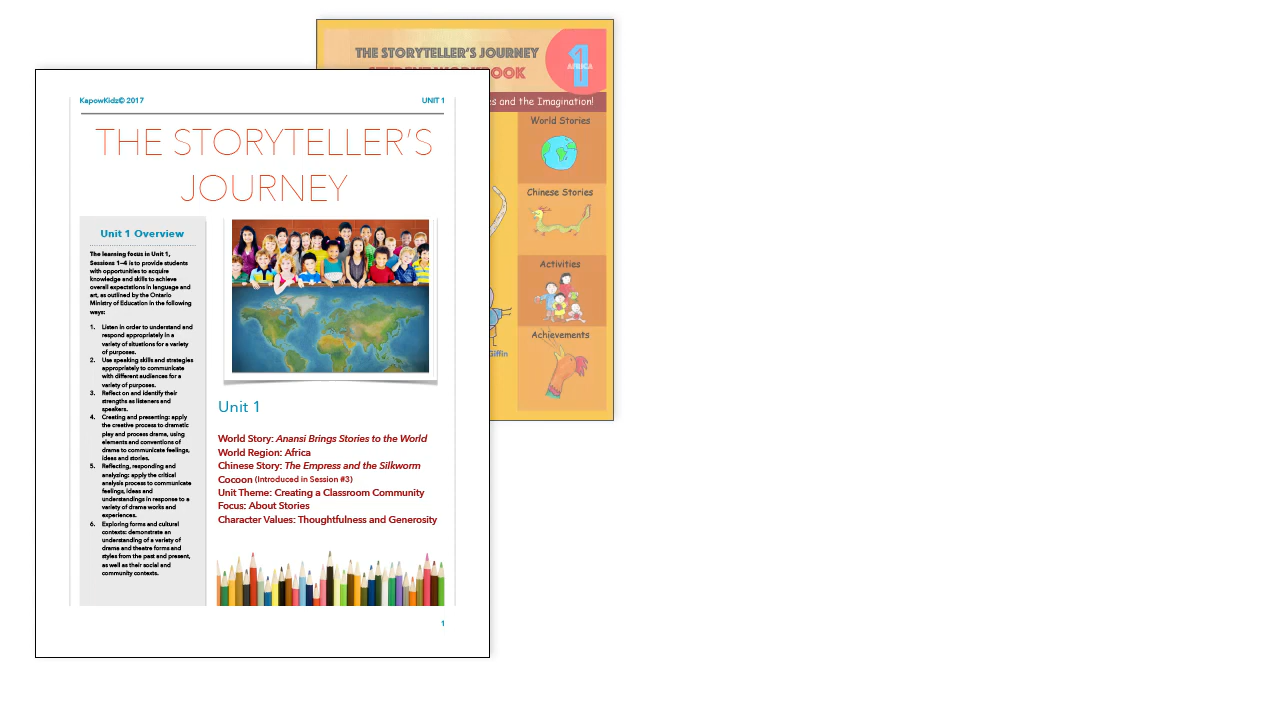 THE STORYTELLER'S JOURNEY
1
AFRICA
es and the Imagination!
World Stories
Chinese Stories
Activities
Achievements
Giffin
KapowKidz© 2017
UNIT 1
THE STORYTELLER'S
JOURNEY
Unit 1 Overview
The learning focus in Unit 1,
Sessions 1–4 is to provide students
with opportunities to acquire
knowledge and skills to achieve
overall expectations in language and
art, as outlined by the Ontario
Ministry of Education in the following
ways:
1. Listen in order to understand and
respond appropriately in a
variety of situations for a variety
of purposes.
2. Use speaking skills and strategies
appropriately to communicate
with different audiences for a
variety of purposes.
3. Reflect on and identify their
strengths as listeners and
speakers.
4. Creating and presenting: apply
the creative process to dramatic
play and process drama, using
elements and conventions of
drama to communicate feelings,
ideas and stories.
5. Reflecting, responding and
analyzing: apply the critical
analysis process to communicate
feelings, ideas and
understandings in response to a
variety of drama works and
experiences.
6. Exploring forms and cultural
contexts: demonstrate an
understanding of a variety of
drama and theatre forms and
styles from the past and present,
as well as their social and
community contexts.
Unit 1
World Story: Anansi Brings Stories to the World
World Region: Africa
Chinese Story: The Empress and the Silkworm
Cocoon (Introduced in Session #3)
Unit Theme: Creating a Classroom Community
Focus: About Stories
Character Values: Thoughtfulness and Generosity
1